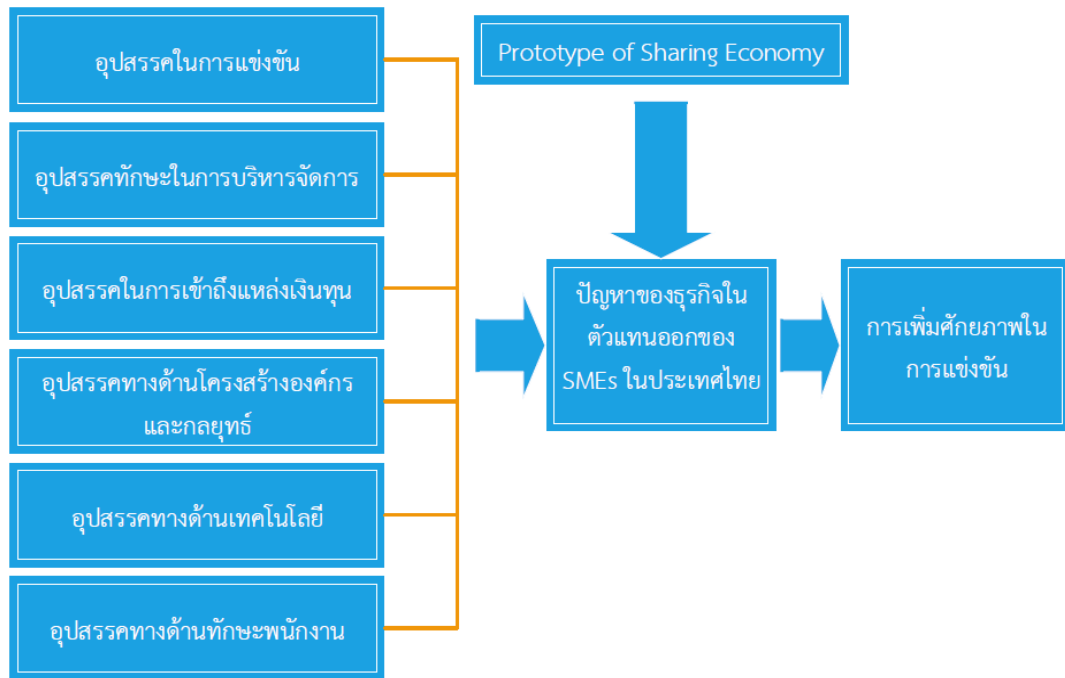 อุปสรรคในการแข่งขัน
Prototype of Sharing Economy
อุปสรรคทักษะในการบริหารจัดการ
อุปสรรคในการเข้าถึงแหล่งเงินทุน
อุปสรรคทางด้านโครงสร้างองค์กร
และกลยุทธ์
อุปสรรคทางด้านเทคโนโลยี
อุปสรรคทางด้านทักษะพนักงาน
ปัญหาของธุรกิจใน
ตัวแทนออกของ
SMEs ในประเทศไทย
การเพิ่มศักยภาพใน
การแข่งขัน